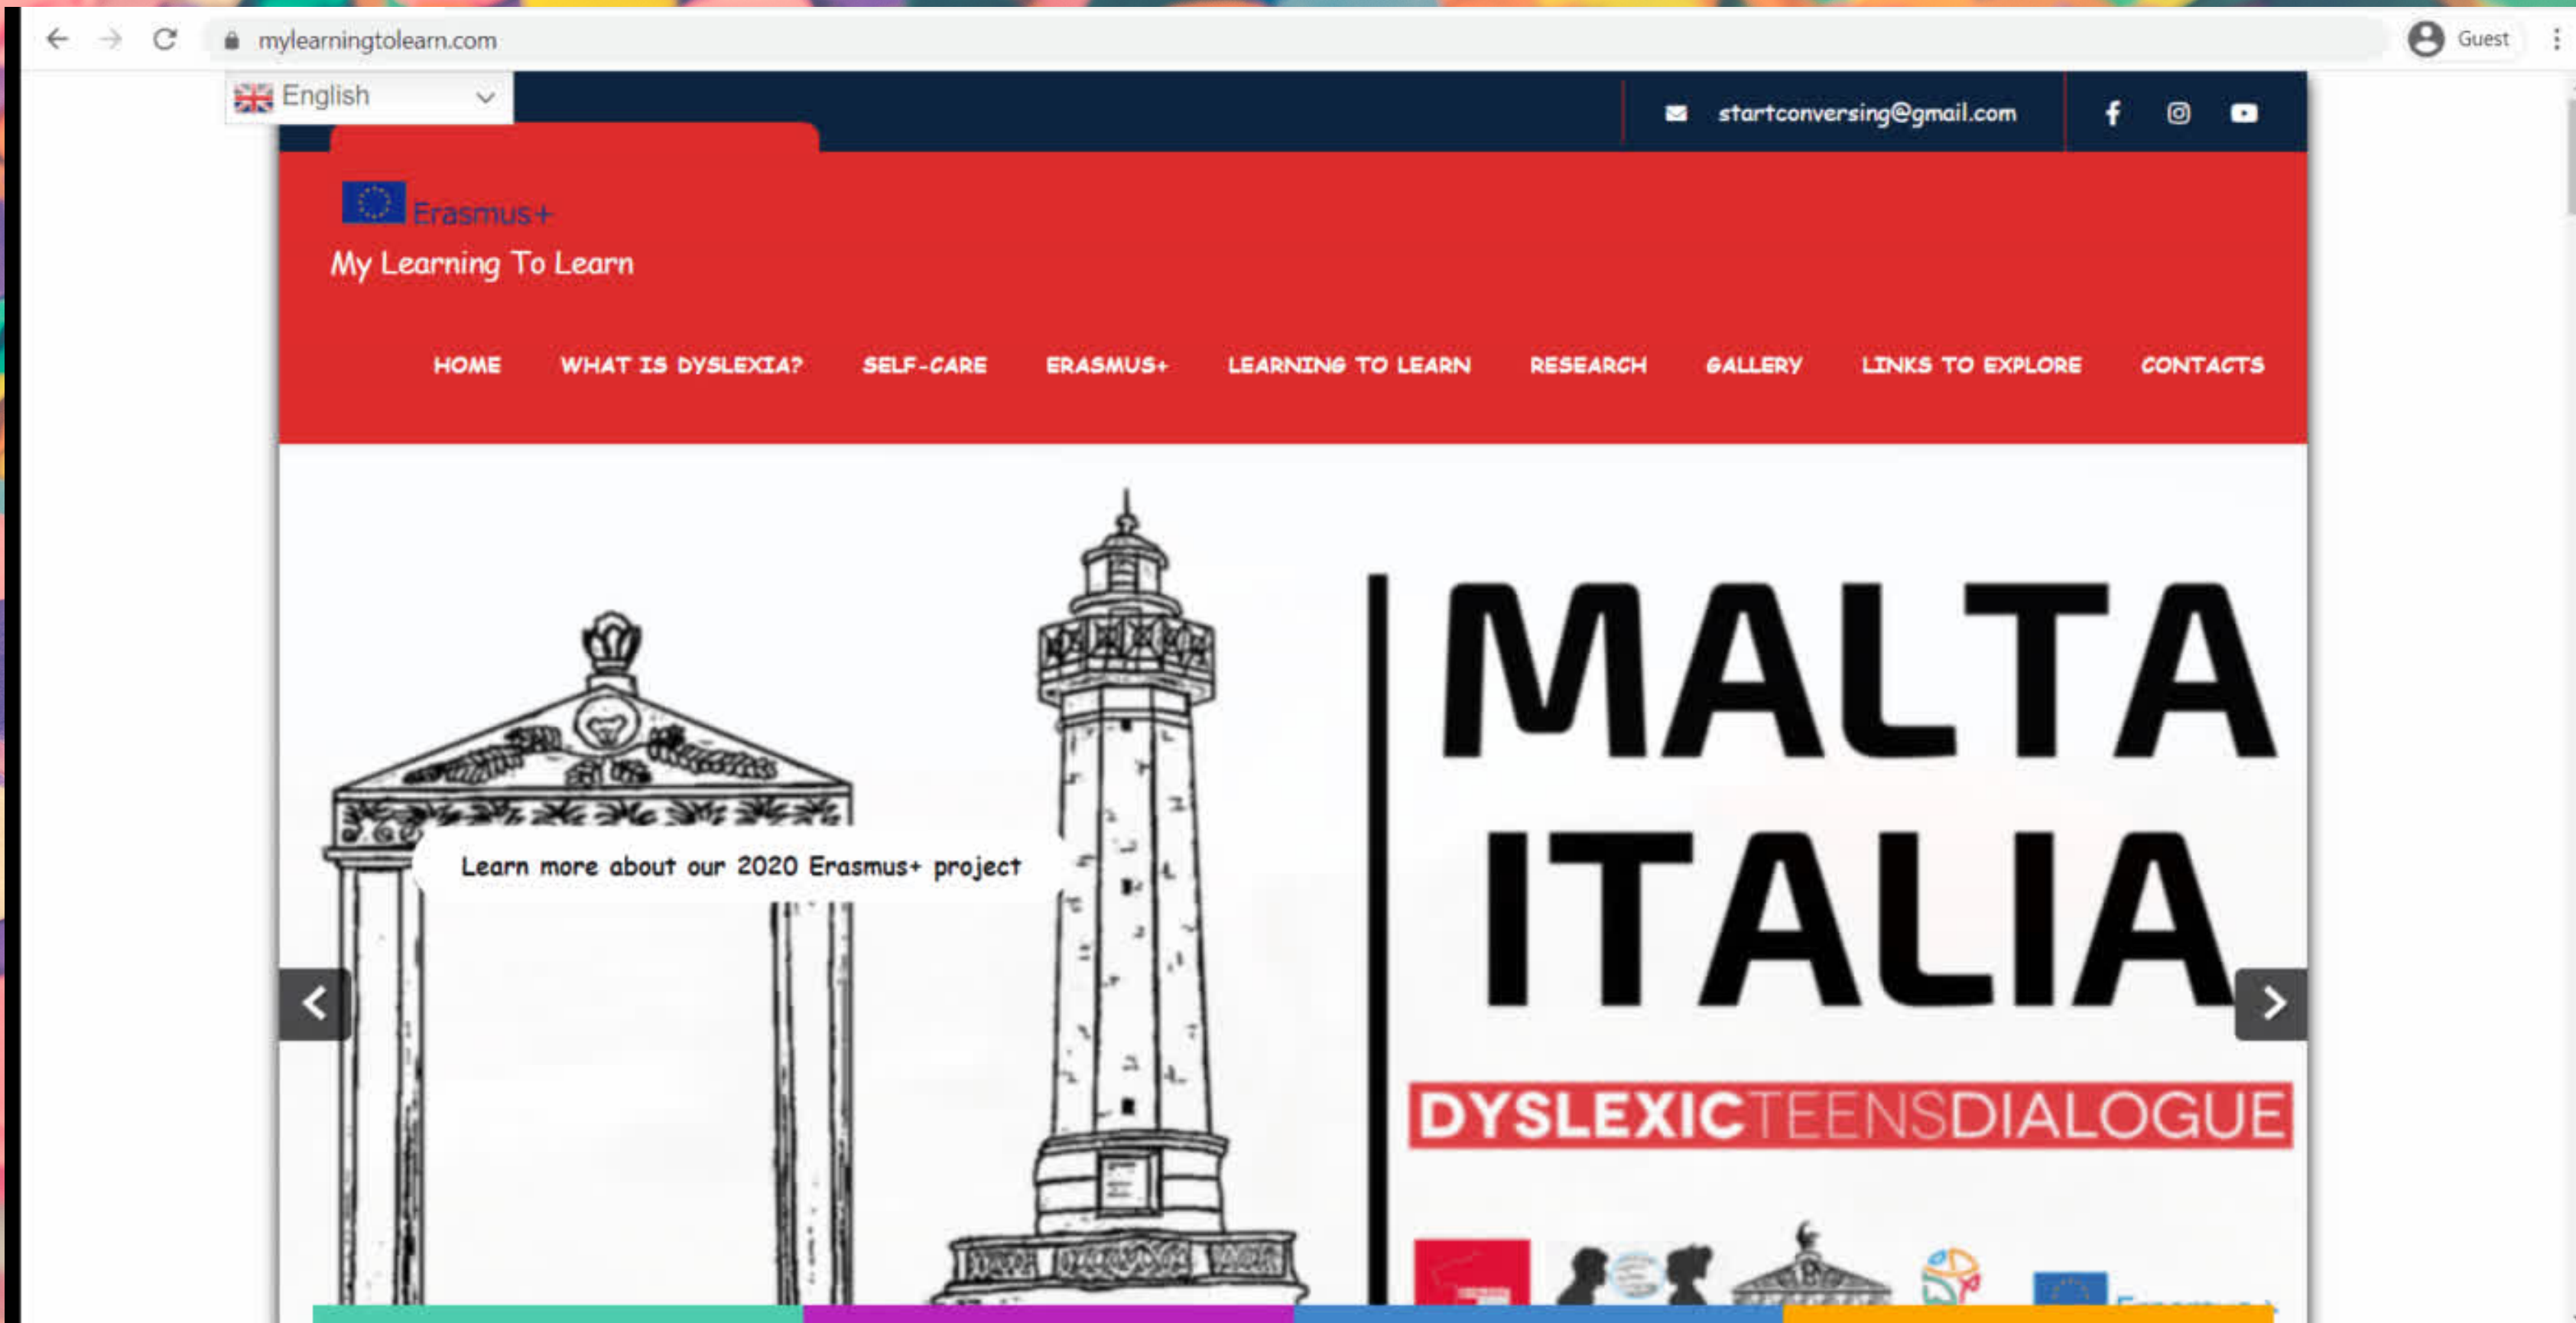 mylearningtolearn.com
Guest
English
startconversing@gmail.com
Erasmus+
My Learning To Learn
HOME WHAT IS DYSLEXIA? SELF-CARE ERASMUS+ LEARNING TO LEARN RESEARCH GALLERY LINKS TO EXPLORE CONTACTS
MALTA
ITALIA
Learn more about our 2020 Erasmus+ project
DYSLEXICTEENSDIALOGUE